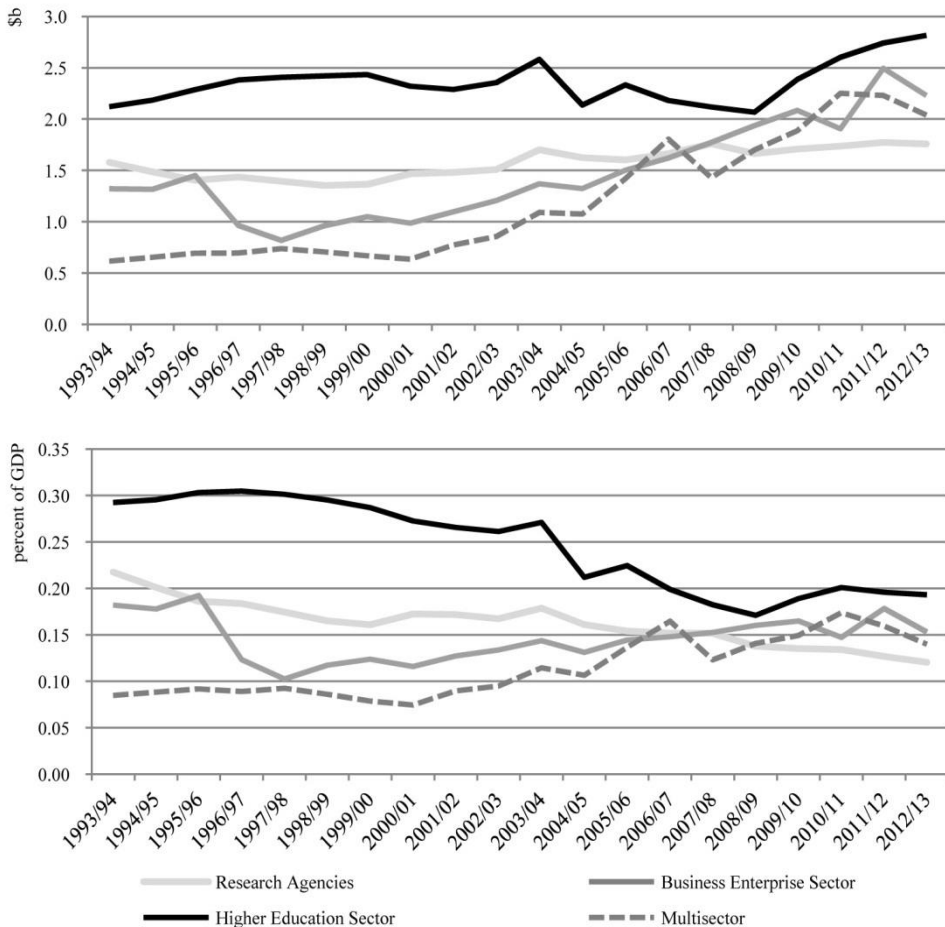 $b
3.0
2.5
2.0
1.5
1.0
0.5
0.0
1993/94 1994/95 1995/96 1996/97 1997/98 1998/99 1999/00 2000/01 2001/02 2002/03 2003/04 2004/05 2005/06 2006/07 2007/08 2008/09 2009/10 2010/11 2011/12 2012/13
percent of GDP
0.35
0.30
0.25
0.20
0.15
0.10
0.05
0.00
1993/94 1994/95 1995/96 1996/97 1997/98 1998/99 1999/00 2000/01 2001/02 2002/03 2003/04 2004/05 2005/06 2006/07 2007/08 2008/09 2009/10 2010/11 2011/12 2012/13
Research Agencies Business Enterprise Sector
Higher Education Sector Multisector